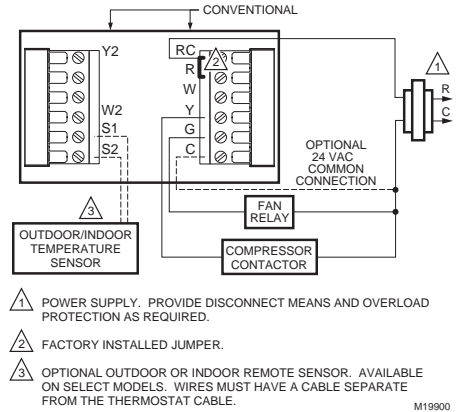 CONVENTIONAL
Y2
RC
2
R
W
W2
Y
S1
G
S2
C
1
R
C
OPTIONAL
24 VAC
COMMON
CONNECTION
3
FAN
RELAY
OUTDOOR/INDOOR
TEMPERATURE
SENSOR
COMPRESSOR
CONTACTOR
1 POWER SUPPLY. PROVIDE DISCONNECT MEANS AND OVERLOAD
PROTECTION AS REQUIRED.
2 FACTORY INSTALLED JUMPER.
3 OPTIONAL OUTDOOR OR INDOOR REMOTE SENSOR. AVAILABLE
ON SELECT MODELS. WIRES MUST HAVE A CABLE SEPARATE
FROM THE THERMOSTAT CABLE.
M19900